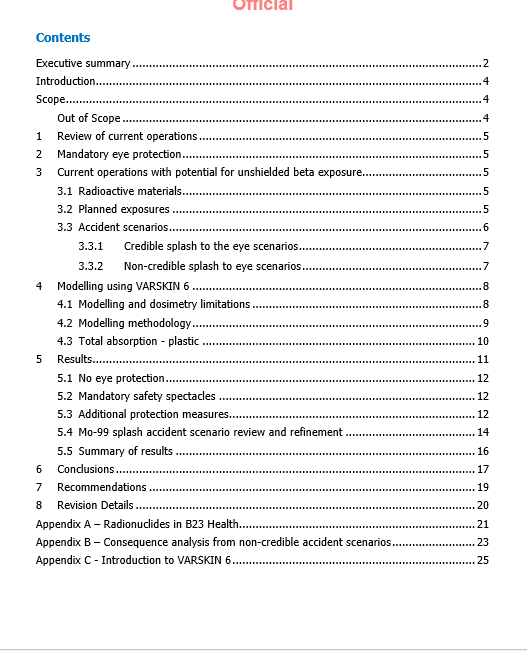 Official
Contents
Executive summary 2
Introduction 4
Scope 4
Out of Scope 4
1 Review of current operations 5
2 Mandatory eye protection 5
3 Current operations with potential for unshielded beta exposure 5
3.1 Radioactive materials 5
3.2 Planned exposures 5
3.3 Accident scenarios 6
3.3.1 Credible splash to the eye scenarios 7
3.3.2 Non-credible splash to eye scenarios 7
4 Modelling using VARSKIN 6 8
4.1 Modelling and dosimetry limitations 8
4.2 Modelling methodology 9
4.3 Total absorption - plastic 10
5 Results 11
5.1 No eye protection 12
5.2 Mandatory safety spectacles 12
5.3 Additional protection measures 12
5.4 Mo-99 splash accident scenario review and refinement 14
5.5 Summary of results 16
6 Conclusions 17
7 Recommendations 19
8 Revision Details 20
Appendix A – Radionuclides in B23 Health 21
Appendix B – Consequence analysis from non-credible accident scenarios 23
Appendix C - Introduction to VARSKIN 6 25